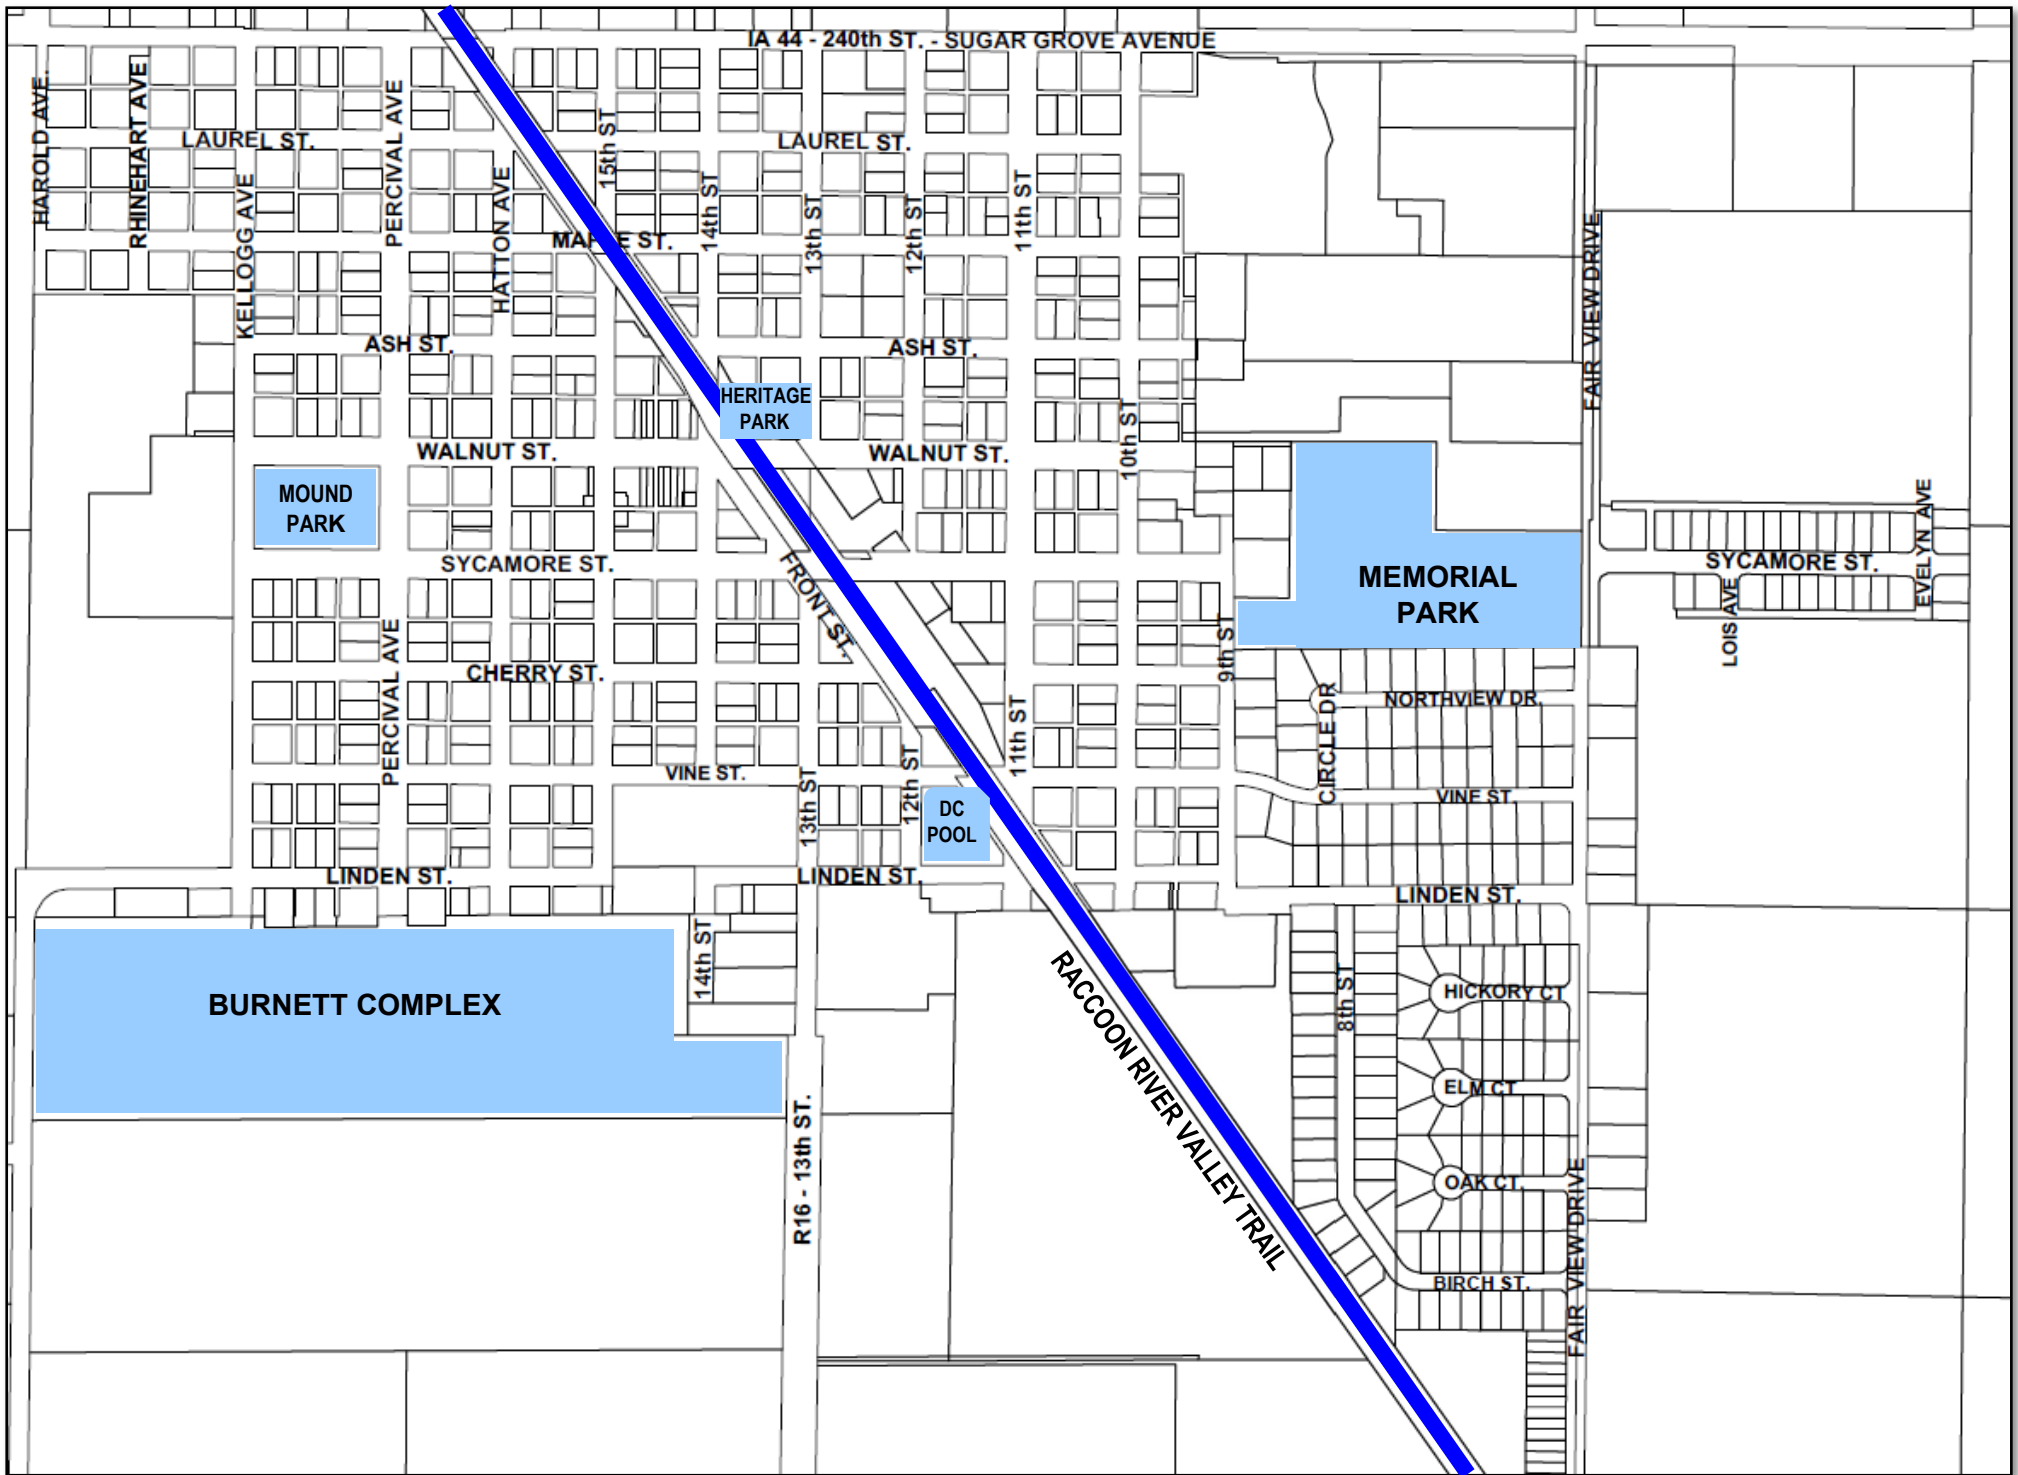 IA 44 - 240th ST. - SUGAR GROVE AVENUE
HAROLD AVE.
RHINEHART AVE
PERCIVAL AVE
LAUREL ST.
15th ST
LAUREL ST.
KELLOGG AVE
HATTON AVE
14th ST
13th ST
12th ST
11th ST
MAPLE ST.
FAIR VIEW DRIVE
ASH ST.
ASH ST.
HERITAGE
PARK
10th ST
WALNUT ST.
WALNUT ST.
MOUND
PARK
SYCAMORE ST.
FRONT ST.
MEMORIAL
PARK
SYCAMORE ST.
EVELYN AVE
LOIS AVE
9th ST
PERCIVAL AVE
CHERRY ST.
NORTHVIEW DR.
CIRCLE DR
11th ST
VINE ST.
13th ST
12th ST
DC
POOL
VINE ST.
LINDEN ST.
LINDEN ST.
LINDEN ST.
BURNETT COMPLEX
14th ST
RACCOON RIVER VALLEY TRAIL
8th ST
HICKORY CT
ELM CT
OAK CT.
R16 - 13th ST.
BIRCH ST.
FAIR VIEW DRIVE